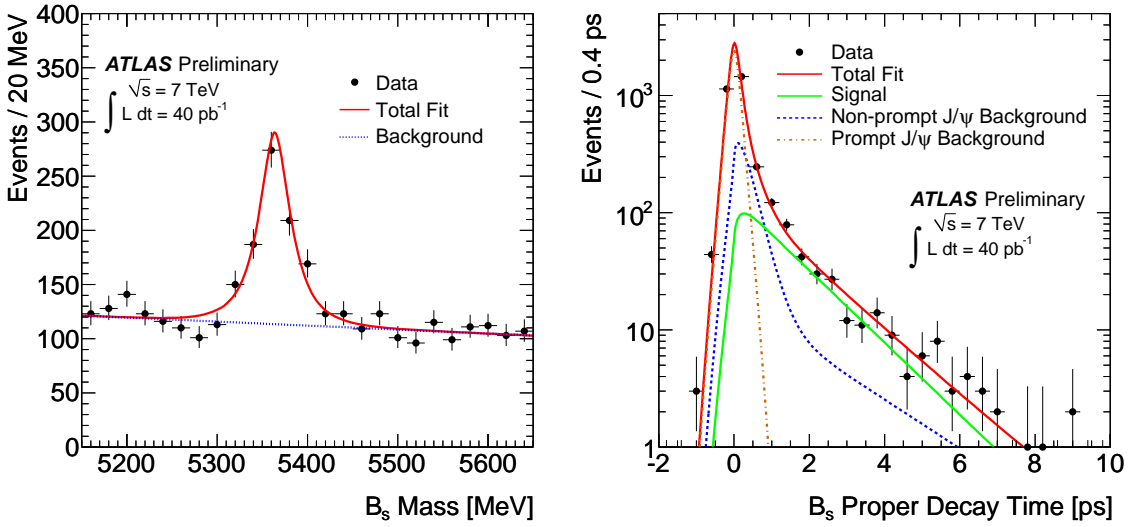 Events / 20 MeV
400
350
300
250
200
150
100
50
0
ATLAS Preliminary
√s = 7 TeV
∫ L dt = 40 pb⁻¹
Data
Total Fit
Background
5200 5300 5400 5500 5600
Bₛ Mass [MeV]
Events / 0.4 ps
10³
10²
10
1
Data
Total Fit
Signal
Non-prompt J/ψ Background
Prompt J/ψ Background
ATLAS Preliminary
√s = 7 TeV
∫ L dt = 40 pb⁻¹
-2 0 2 4 6 8 10
Bₛ Proper Decay Time [ps]